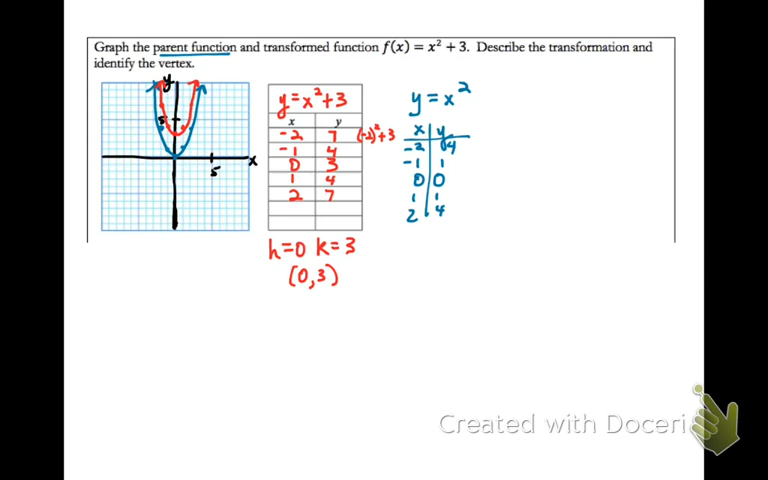 Graph the parent function and transformed function f(x) = x² + 3. Describe the transformation and
identify the vertex.
y
5
x
5
y=x²+3
x y
-2 7 (-2)²+3
-1 4
0 3
1 4
2 7
h=0 k=3
(0,3)
y=x²
x y
-2 4
-1 1
0 0
1 1
2 4
Created with Doceri